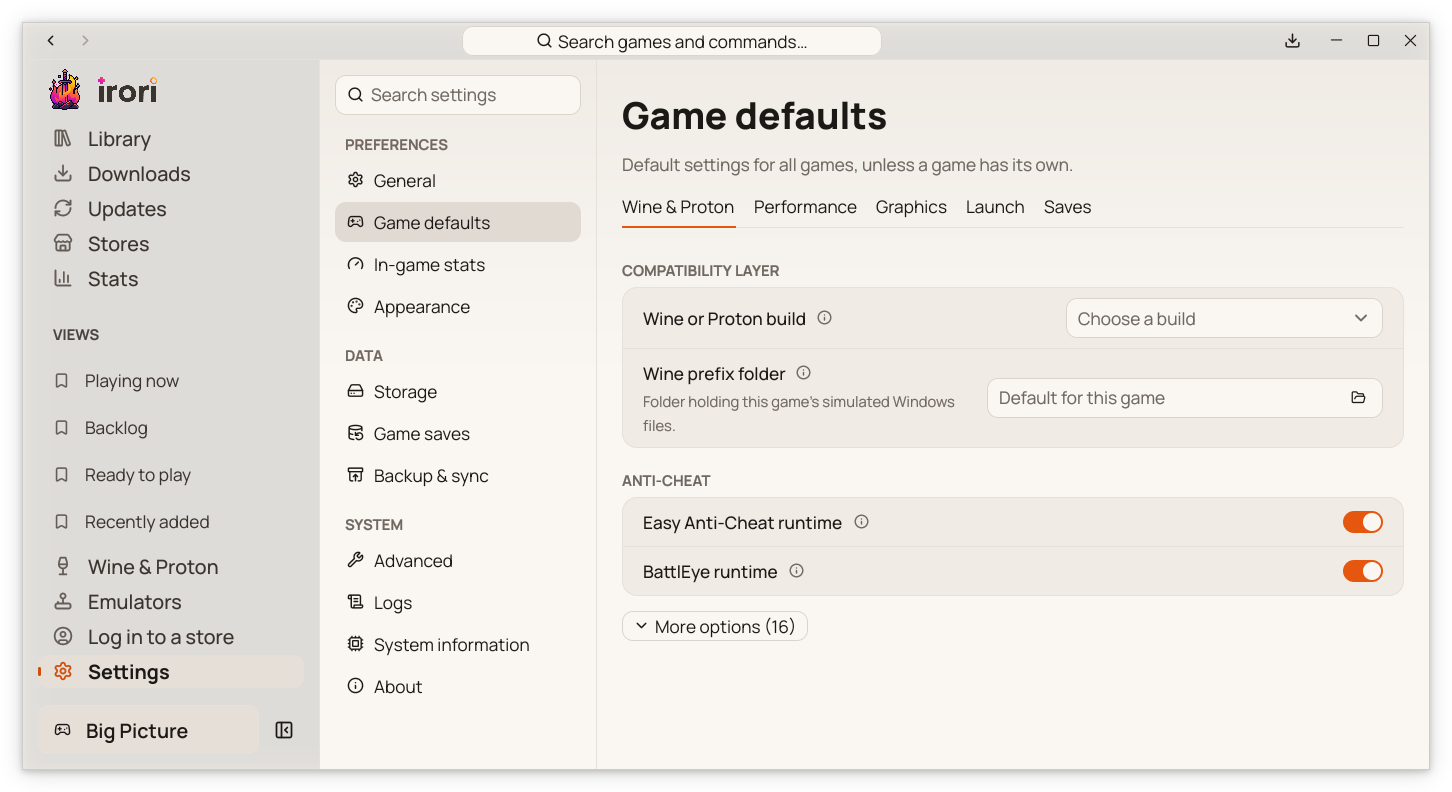 Search games and commands...
irori
Library
Downloads
Updates
Stores
Stats
VIEWS
Playing now
Backlog
Ready to play
Recently added
Wine & Proton
Emulators
Log in to a store
Settings
Big Picture
Search settings
PREFERENCES
General
Game defaults
In-game stats
Appearance
DATA
Storage
Game saves
Backup & sync
SYSTEM
Advanced
Logs
System information
About
Game defaults
Default settings for all games, unless a game has its own.
Wine & Proton Performance Graphics Launch Saves
COMPATIBILITY LAYER
Wine or Proton build Choose a build
Wine prefix folder
Folder holding this game's simulated Windows
files.
Default for this game
ANTI-CHEAT
Easy Anti-Cheat runtime
BattlEye runtime
More options (16)